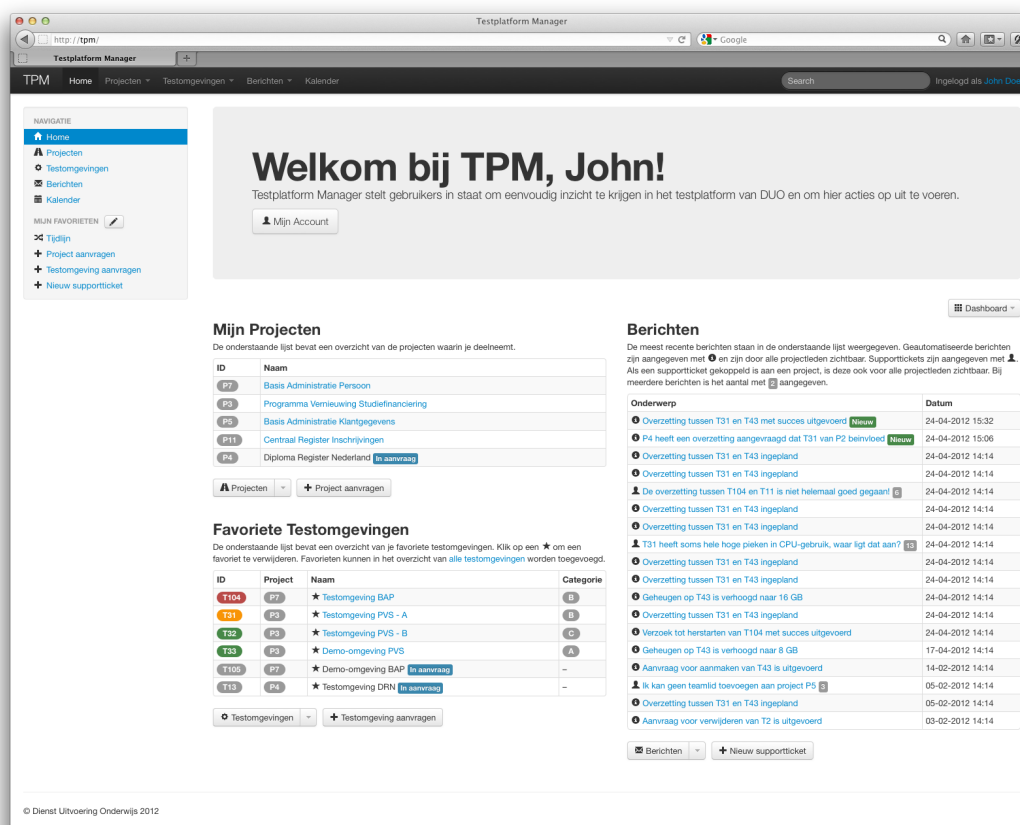 Testplatform Manager
http://tpm/
Google
Testplatform Manager
TPM Home Projecten Testomgevingen Berichten Kalender Search Ingelogd als John Doe
NAVIGATIE
Home
Projecten
Testomgevingen
Berichten
Kalender
MIJN FAVORIETEN
Tijdlijn
Project aanvragen
Testomgeving aanvragen
Nieuw supportticket
Welkom bij TPM, John!
Testplatform Manager stelt gebruikers in staat om eenvoudig inzicht te krijgen in het testplatform van DUO en om hier acties op uit te voeren.
Mijn Account
Dashboard
Mijn Projecten
De onderstaande lijst bevat een overzicht van de projecten waarin je deelneemt.
ID Naam
P7 Basis Administratie Persoon
P3 Programma Vernieuwing Studiefinanciering
P5 Basis Administratie Klantgegevens
P11 Centraal Register Inschrijvingen
P4 Diploma Register Nederland In aanvraag
Projecten + Project aanvragen
Favoriete Testomgevingen
De onderstaande lijst bevat een overzicht van je favoriete testomgevingen. Klik op een ★ om een
favoriet te verwijderen. Favorieten kunnen in het overzicht van alle testomgevingen worden toegevoegd.
ID Project Naam Categorie
T104 P7 ★ Testomgeving BAP B
T31 P3 ★ Testomgeving PVS - A B
T32 P3 ★ Testomgeving PVS - B C
T33 P3 ★ Demo-omgeving PVS A
T105 P7 ★ Demo-omgeving BAP In aanvraag –
T13 P4 ★ Testomgeving DRN In aanvraag –
Testomgevingen + Testomgeving aanvragen
Berichten
De meest recente berichten staan in de onderstaande lijst weergegeven. Geautomatiseerde berichten
zijn aangegeven met en zijn door alle projectleden zichtbaar. Supporttickets zijn aangegeven met .
Als een supportticket gekoppeld is aan een project, is deze ook voor alle projectleden zichtbaar. Bij
meerdere berichten is het aantal met 2 aangegeven.
Onderwerp Datum
Overzetting tussen T31 en T43 met succes uitgevoerd Nieuw 24-04-2012 15:32
P4 heeft een overzetting aangevraagd dat T31 van P2 beinvloed Nieuw 24-04-2012 15:06
Overzetting tussen T31 en T43 ingepland 24-04-2012 14:14
Overzetting tussen T31 en T43 ingepland 24-04-2012 14:14
De overzetting tussen T104 en T11 is niet helemaal goed gegaan! 6 24-04-2012 14:14
Overzetting tussen T31 en T43 ingepland 24-04-2012 14:14
Overzetting tussen T31 en T43 ingepland 24-04-2012 14:14
T31 heeft soms hele hoge pieken in CPU-gebruik, waar ligt dat aan? 13 24-04-2012 14:14
Overzetting tussen T31 en T43 ingepland 24-04-2012 14:14
Overzetting tussen T31 en T43 ingepland 24-04-2012 14:14
Geheugen op T43 is verhoogd naar 16 GB 24-04-2012 14:14
Overzetting tussen T31 en T43 ingepland 24-04-2012 14:14
Verzoek tot herstarten van T104 met succes uitgevoerd 24-04-2012 14:14
Geheugen op T43 is verhoogd naar 8 GB 17-04-2012 14:14
Aanvraag voor aanmaken van T43 is uitgevoerd 14-02-2012 14:14
Ik kan geen teamlid toevoegen aan project P5 3 05-02-2012 14:14
Overzetting tussen T31 en T43 ingepland 05-02-2012 14:14
Aanvraag voor verwijderen van T2 is uitgevoerd 03-02-2012 14:14
Berichten + Nieuw supportticket
© Dienst Uitvoering Onderwijs 2012